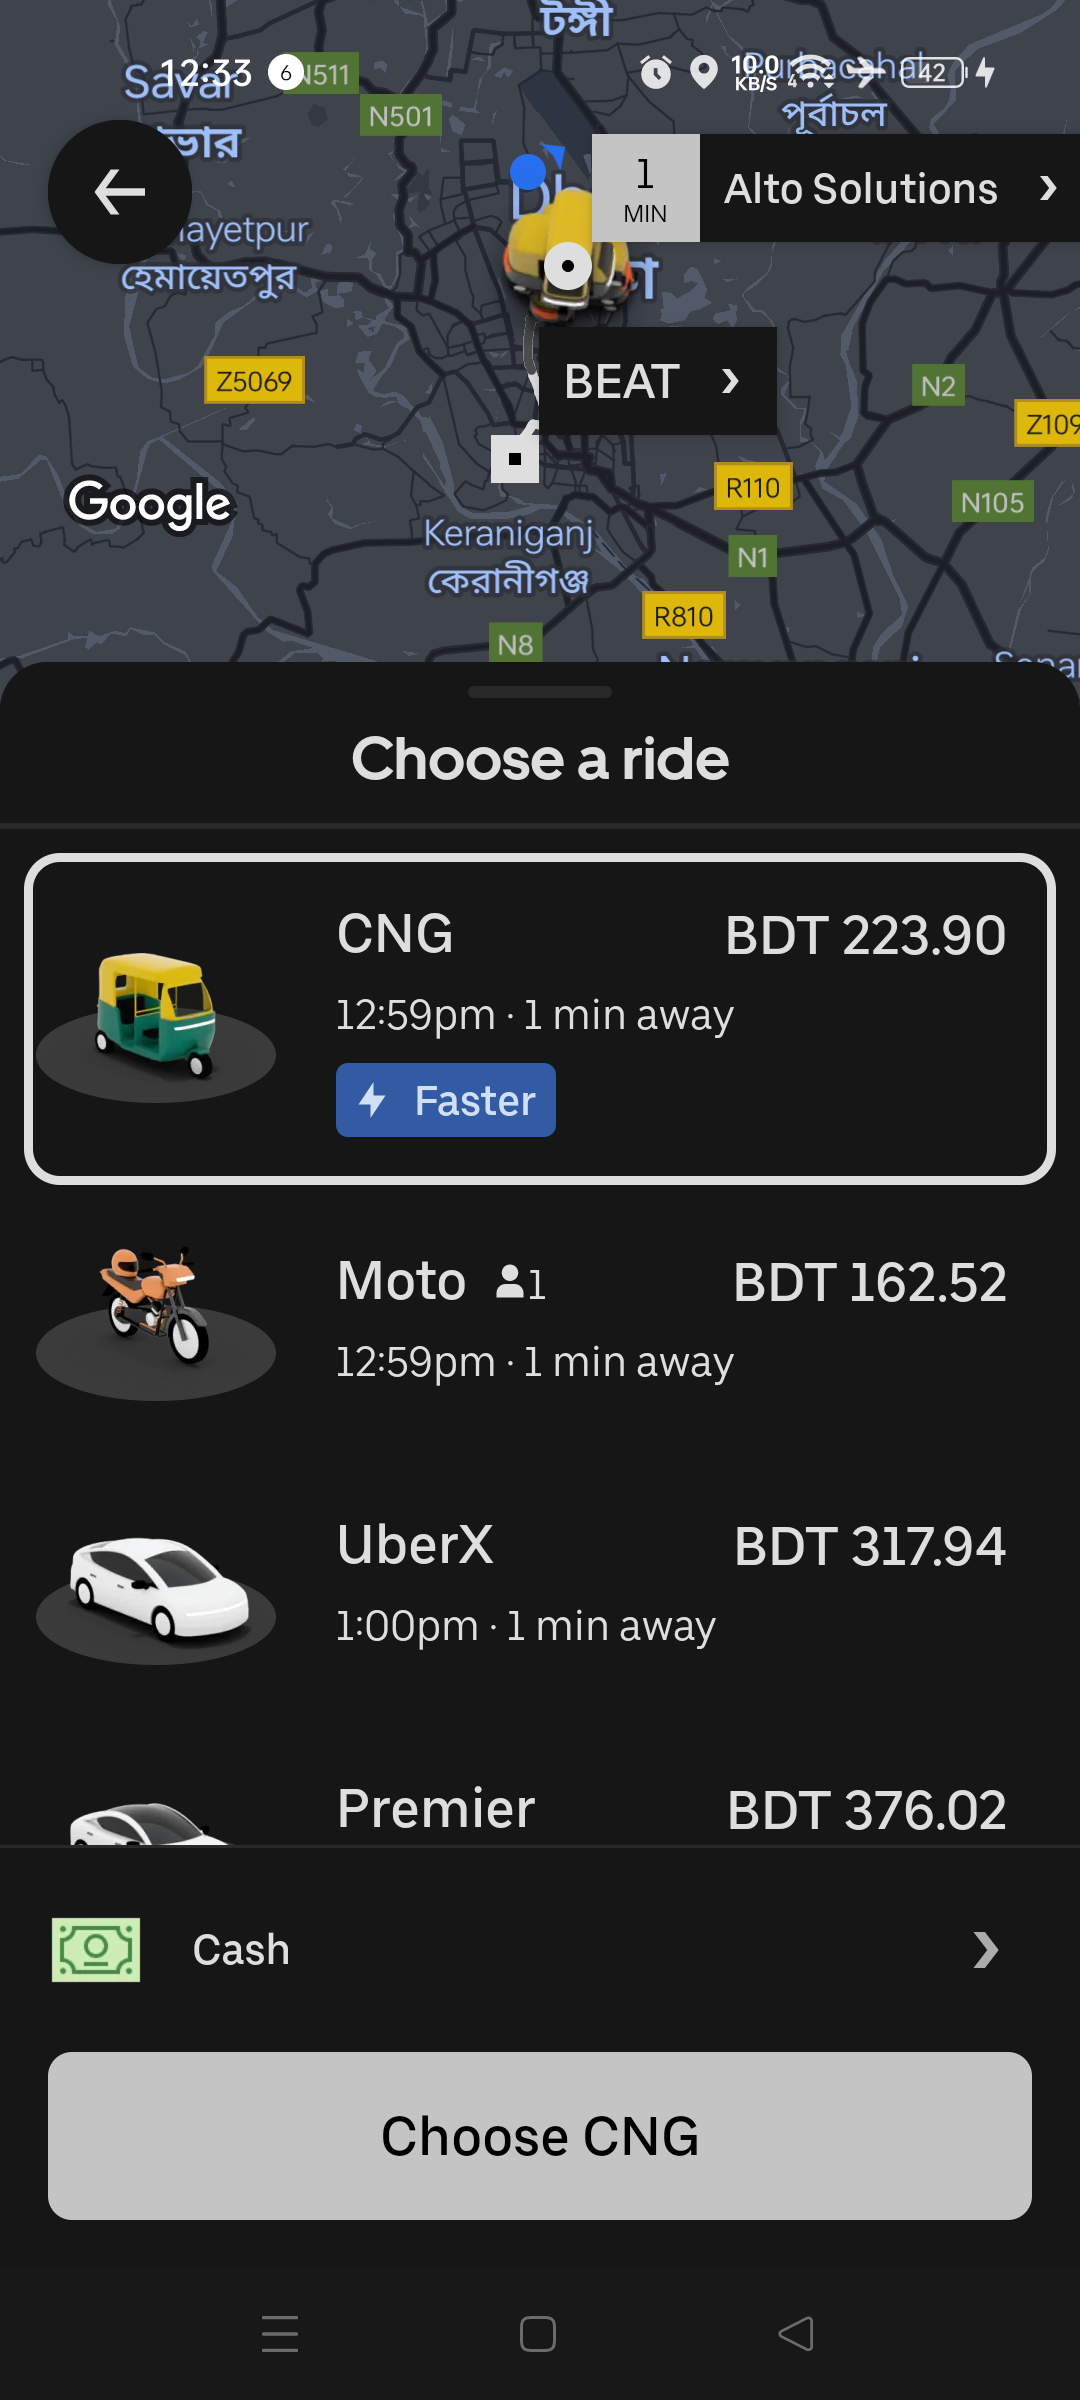 টঙ্গী
12:33
6
N511
10.0
KB/S
4
42
Savar
N501
Purbachal
পূর্বাচল
ভার
1
MIN
Alto Solutions
ayetpur
হেমায়েতপুর
BEAT
Z5069
N2
Z109
R110
N105
Google
Keraniganj
কেরানীগঞ্জ
N1
R810
N8
Choose a ride
CNG
BDT 223.90
12:59pm · 1 min away
Faster
Moto
1
BDT 162.52
12:59pm · 1 min away
UberX
BDT 317.94
1:00pm · 1 min away
Premier
BDT 376.02
Cash
Choose CNG